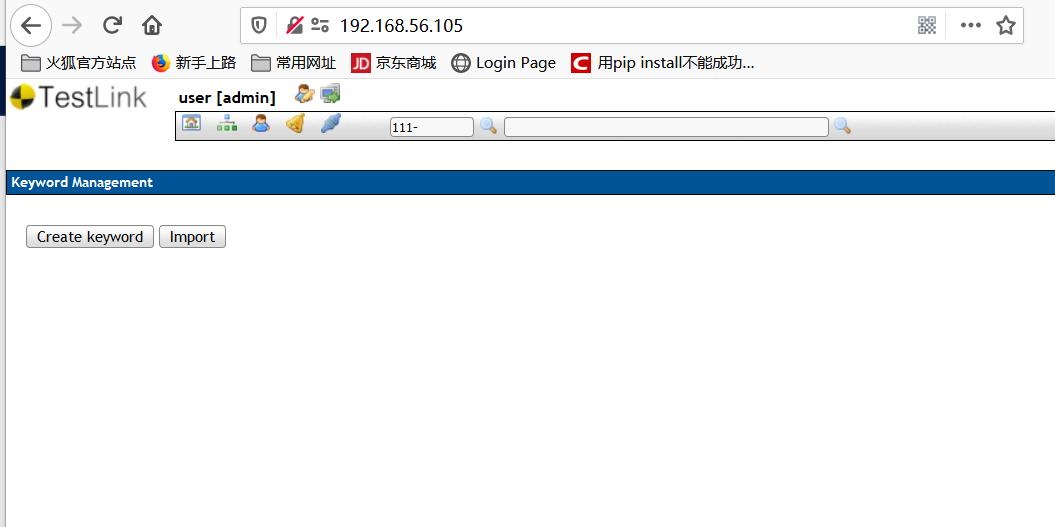 192.168.56.105
火狐官方站点 新手上路 常用网址 JD 京东商城 Login Page C 用pip install不能成功...
TestLink user [admin]
111-
Keyword Management
Create keyword Import